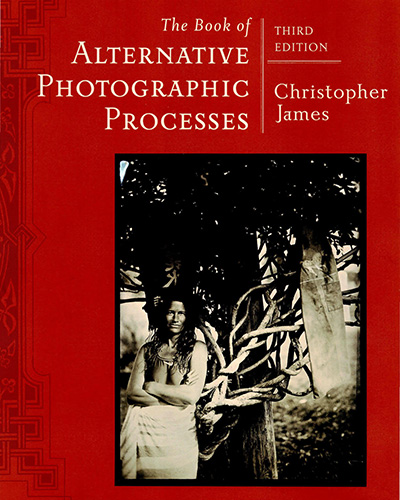 The Book of
ALTERNATIVE
PHOTOGRAPHIC
PROCESSES
THIRD
EDITION
Christopher
James